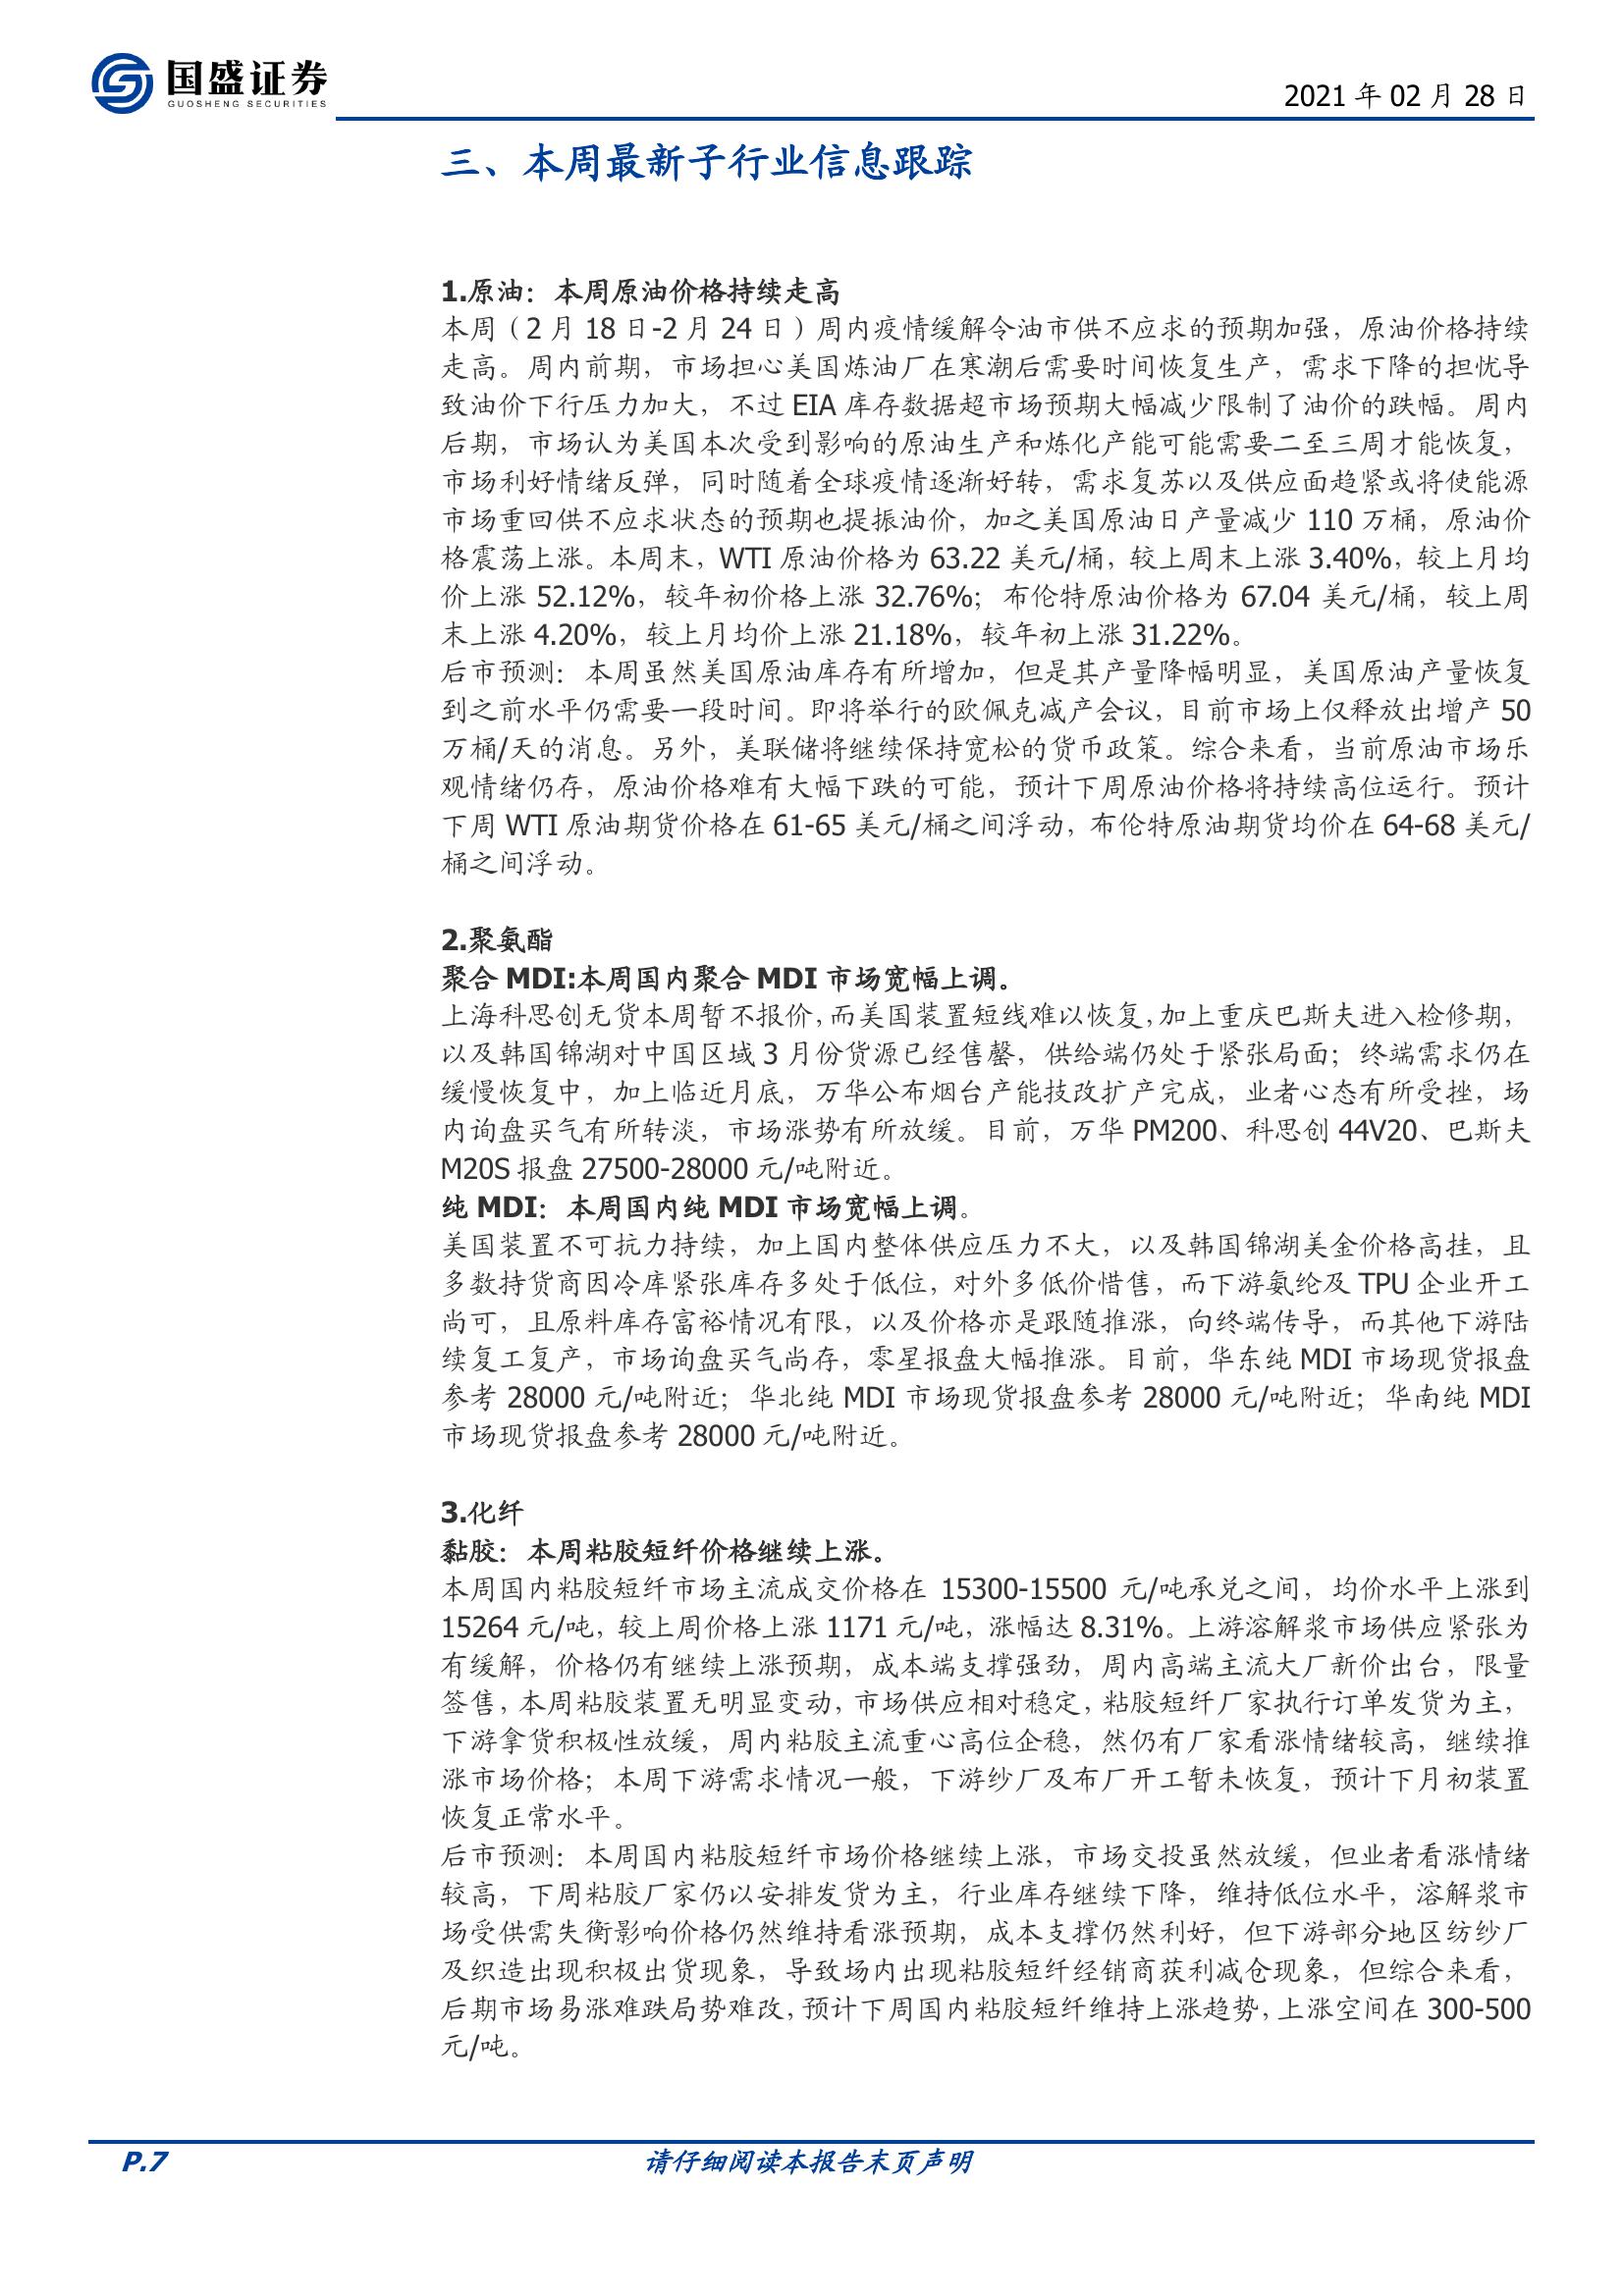 国盛证券
GUOSHENG SECURITIES
2021 年 02 月 28 日
三、本周最新子行业信息跟踪
1.原油：本周原油价格持续走高
本周（2 月 18 日-2 月 24 日）周内疫情缓解令油市供不应求的预期加强，原油价格持续
走高。周内前期，市场担心美国炼油厂在寒潮后需要时间恢复生产，需求下降的担忧导
致油价下行压力加大，不过 EIA 库存数据超市场预期大幅减少限制了油价的跌幅。周内
后期，市场认为美国本次受到影响的原油生产和炼化产能可能需要二至三周才能恢复，
市场利好情绪反弹，同时随着全球疫情逐渐好转，需求复苏以及供应面趋紧或将使能源
市场重回供不应求状态的预期也提振油价，加之美国原油日产量减少 110 万桶，原油价
格震荡上涨。本周末，WTI 原油价格为 63.22 美元/桶，较上周末上涨 3.40%，较上月均
价上涨 52.12%，较年初价格上涨 32.76%；布伦特原油价格为 67.04 美元/桶，较上周
末上涨 4.20%，较上月均价上涨 21.18%，较年初上涨 31.22%。
后市预测：本周虽然美国原油库存有所增加，但是其产量降幅明显，美国原油产量恢复
到之前水平仍需要一段时间。即将举行的欧佩克减产会议，目前市场上仅释放出增产 50
万桶/天的消息。另外，美联储将继续保持宽松的货币政策。综合来看，当前原油市场乐
观情绪仍存，原油价格难有大幅下跌的可能，预计下周原油价格将持续高位运行。预计
下周 WTI 原油期货价格在 61-65 美元/桶之间浮动，布伦特原油期货均价在 64-68 美元/
桶之间浮动。
2.聚氨酯
聚合 MDI:本周国内聚合 MDI 市场宽幅上调。
上海科思创无货本周暂不报价，而美国装置短线难以恢复，加上重庆巴斯夫进入检修期，
以及韩国锦湖对中国区域 3 月份货源已经售罄，供给端仍处于紧张局面；终端需求仍在
缓慢恢复中，加上临近月底，万华公布烟台产能技改扩产完成，业者心态有所受挫，场
内询盘买气有所转淡，市场涨势有所放缓。目前，万华 PM200、科思创 44V20、巴斯夫
M20S 报盘 27500-28000 元/吨附近。
纯 MDI：本周国内纯 MDI 市场宽幅上调。
美国装置不可抗力持续，加上国内整体供应压力不大，以及韩国锦湖美金价格高挂，且
多数持货商因冷库紧张库存多处于低位，对外多低价惜售，而下游氨纶及 TPU 企业开工
尚可，且原料库存富裕情况有限，以及价格亦是跟随推涨，向终端传导，而其他下游陆
续复工复产，市场询盘买气尚存，零星报盘大幅推涨。目前，华东纯 MDI 市场现货报盘
参考 28000 元/吨附近；华北纯 MDI 市场现货报盘参考 28000 元/吨附近；华南纯 MDI
市场现货报盘参考 28000 元/吨附近。
3.化纤
黏胶：本周粘胶短纤价格继续上涨。
本周国内粘胶短纤市场主流成交价格在 15300-15500 元/吨承兑之间，均价水平上涨到
15264 元/吨，较上周价格上涨 1171 元/吨，涨幅达 8.31%。上游溶解浆市场供应紧张为
有缓解，价格仍有继续上涨预期，成本端支撑强劲，周内高端主流大厂新价出台，限量
签售，本周粘胶装置无明显变动，市场供应相对稳定，粘胶短纤厂家执行订单发货为主，
下游拿货积极性放缓，周内粘胶主流重心高位企稳，然仍有厂家看涨情绪较高，继续推
涨市场价格；本周下游需求情况一般，下游纱厂及布厂开工暂未恢复，预计下月初装置
恢复正常水平。
后市预测：本周国内粘胶短纤市场价格继续上涨，市场交投虽然放缓，但业者看涨情绪
较高，下周粘胶厂家仍以安排发货为主，行业库存继续下降，维持低位水平，溶解浆市
场受供需失衡影响价格仍然维持看涨预期，成本支撑仍然利好，但下游部分地区纺纱厂
及织造出现积极出货现象，导致场内出现粘胶短纤经销商获利减仓现象，但综合来看，
后期市场易涨难跌局势难改，预计下周国内粘胶短纤维持上涨趋势，上涨空间在 300-500
元/吨。
P.7
请仔细阅读本报告末页声明